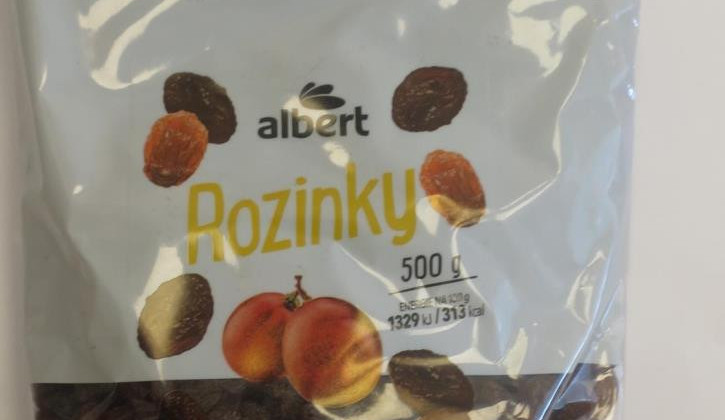 albert
Rozinky
500 g
ENERGIE NA 100 g
1329 kJ / 313 kcal